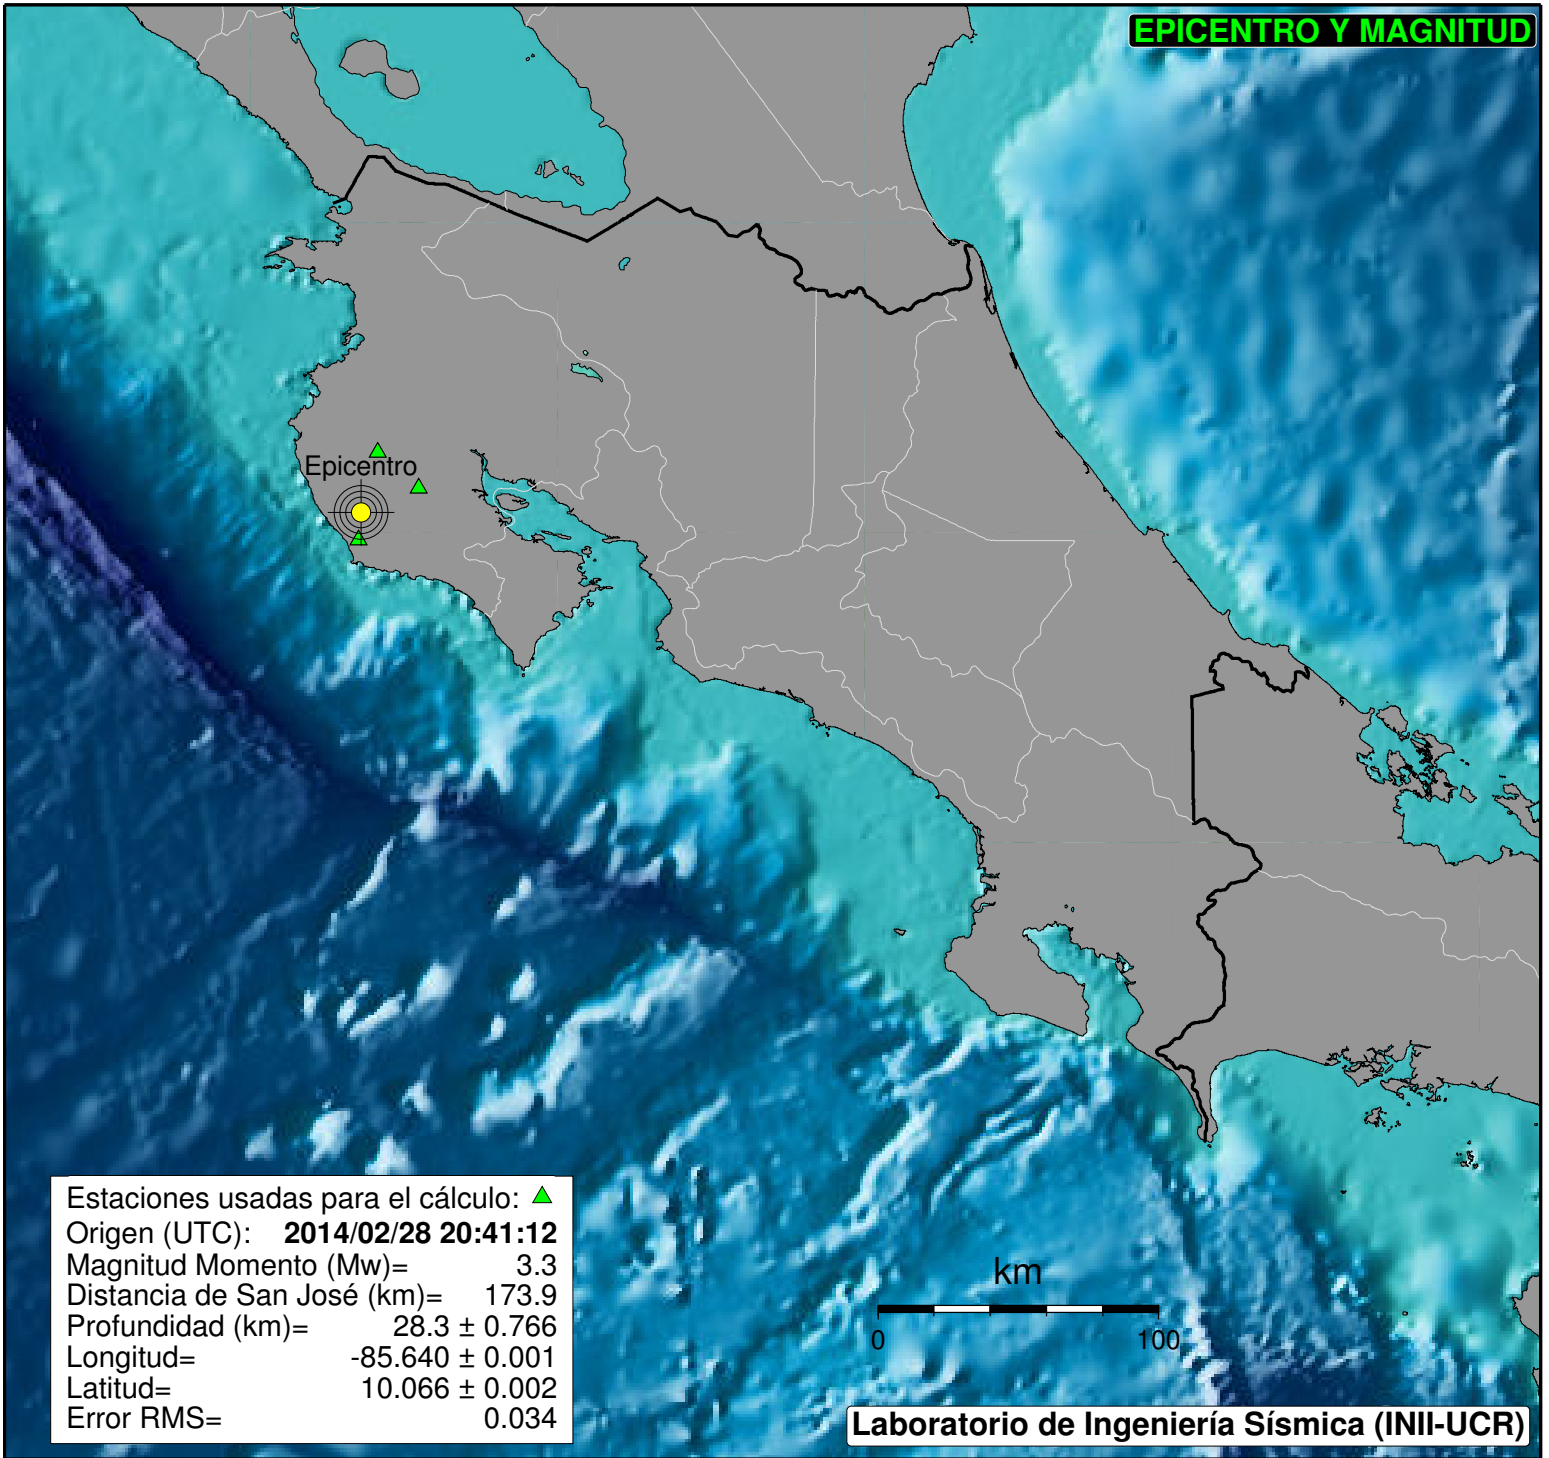 EPICENTRO Y MAGNITUD
Epicentro
Estaciones usadas para el cálculo:
Origen (UTC): 2014/02/28 20:41:12
Magnitud Momento (Mw)= 3.3
Distancia de San José (km)= 173.9
Profundidad (km)= 28.3 ± 0.766
Longitud= -85.640 ± 0.001
Latitud= 10.066 ± 0.002
Error RMS= 0.034
km
0 100
Laboratorio de Ingeniería Sísmica (INII-UCR)